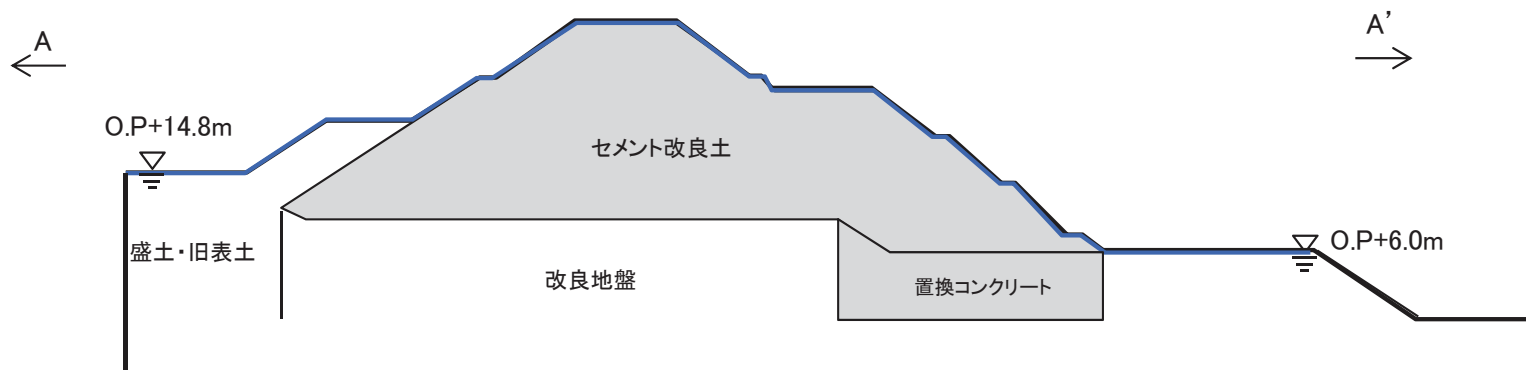 A
A’
O.P+14.8m
セメント改良土
O.P+6.0m
盛土・旧表土
改良地盤
置換コンクリート